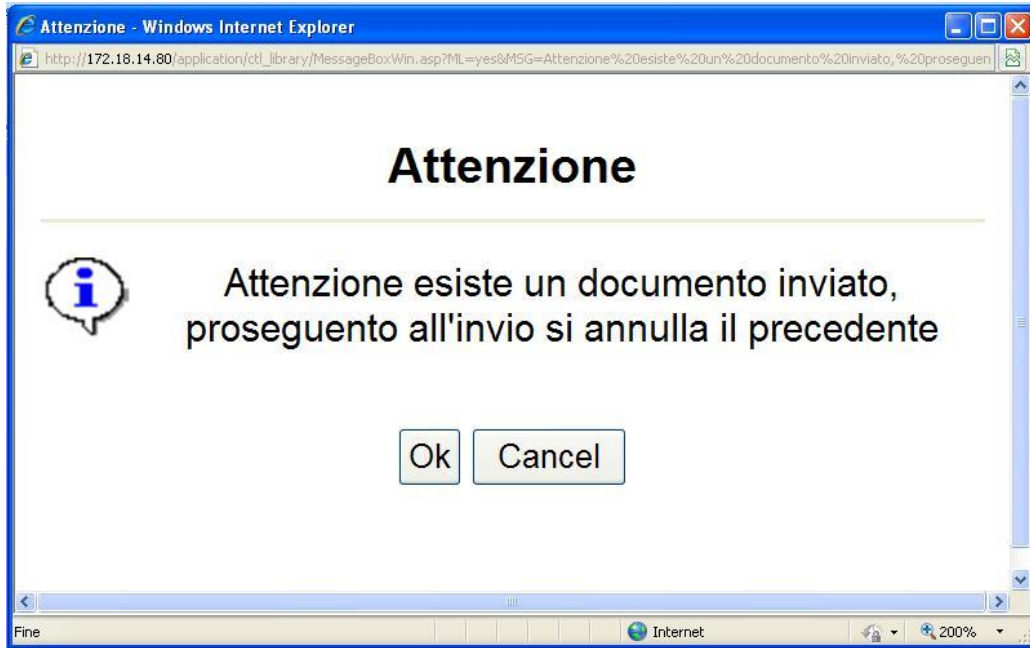 Attenzione - Windows Internet Explorer
http://172.18.14.80/application/ctl_library/MessageBoxWin.asp?ML=yes&MSG=Attenzione%20esiste%20un%20documento%20inviato,%20proseguen
Attenzione
Attenzione esiste un documento inviato,
proseguento all'invio si annulla il precedente
Ok Cancel
Fine Internet 200%